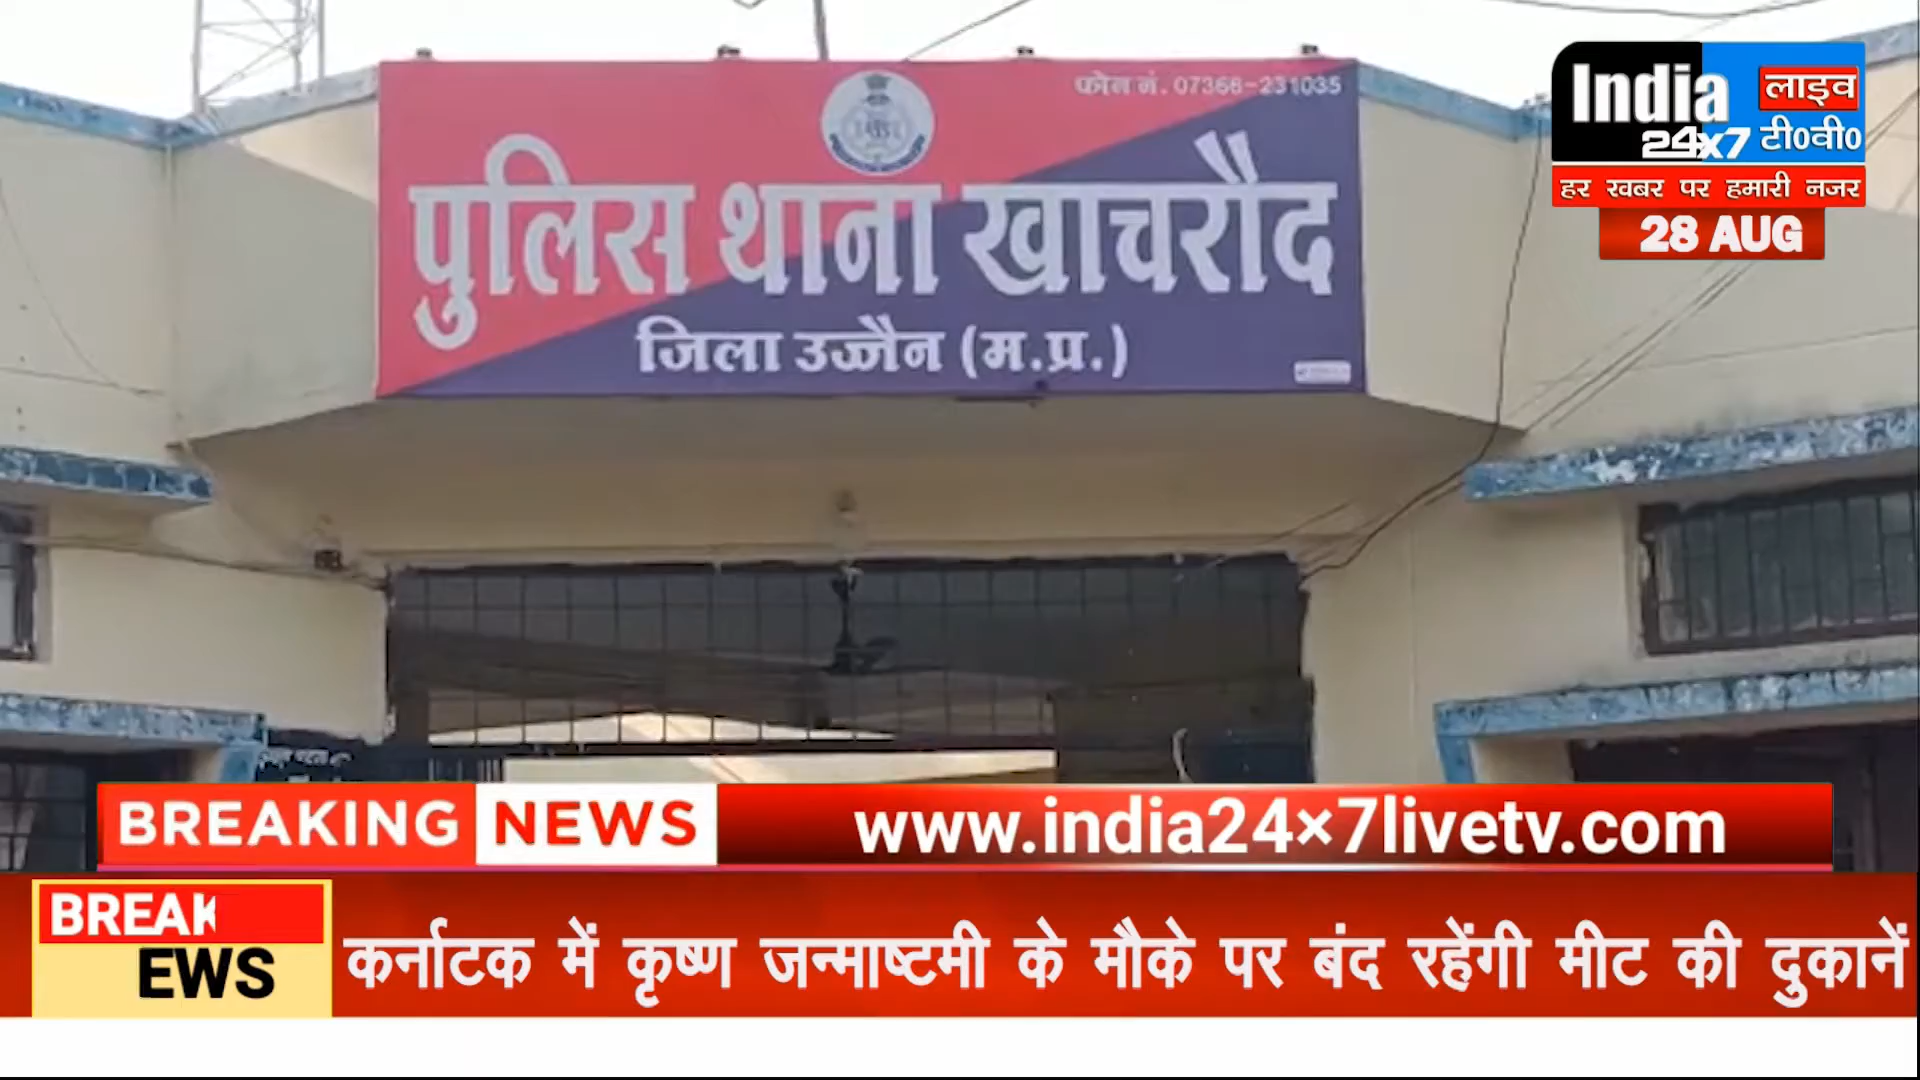 फोन नं. 07366-231035
पुलिस थाना खाचरौद
जिला उज्जैन (म.प्र.)
India
24x7
लाइव
टी0वी0
हर खबर पर हमारी नजर
28 AUG
BREAKING NEWS
www.india24×7livetv.com
BREAK
EWS
कर्नाटक में कृष्ण जन्माष्टमी के मौके पर बंद रहेंगी मीट की दुकानें